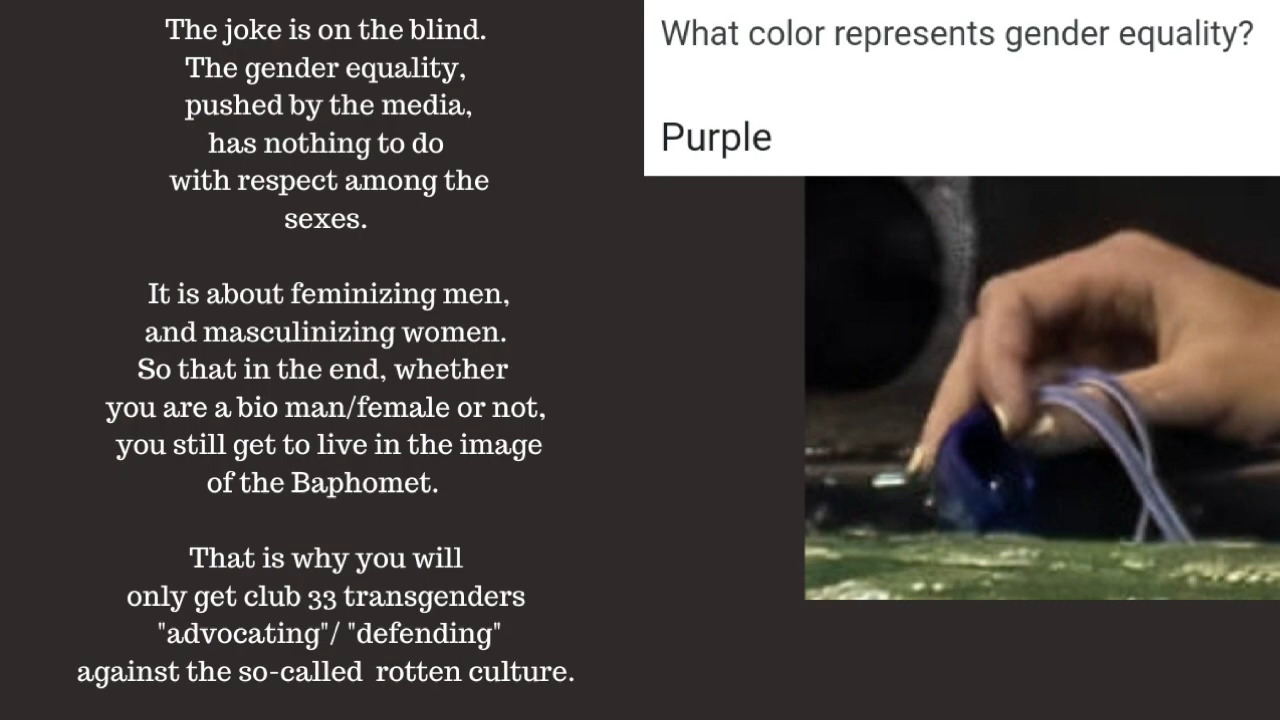 The joke is on the blind.
The gender equality,
pushed by the media,
has nothing to do
with respect among the
sexes.
It is about feminizing men,
and masculinizing women.
So that in the end, whether
you are a bio man/female or not,
you still get to live in the image
of the Baphomet.
That is why you will
only get club 33 transgenders
"advocating"/ "defending"
against the so-called  rotten culture.
What color represents gender equality?
Purple